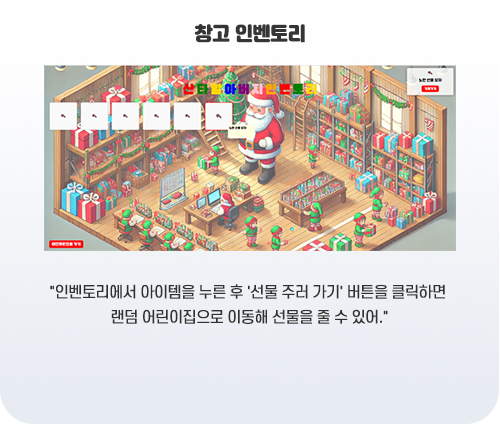 창고 인벤토리
산타할아버지인벤토리
"인벤토리에서 아이템을 누른 후 '선물 주러 가기' 버튼을 클릭하면
랜덤 어린이집으로 이동해 선물을 줄 수 있어."